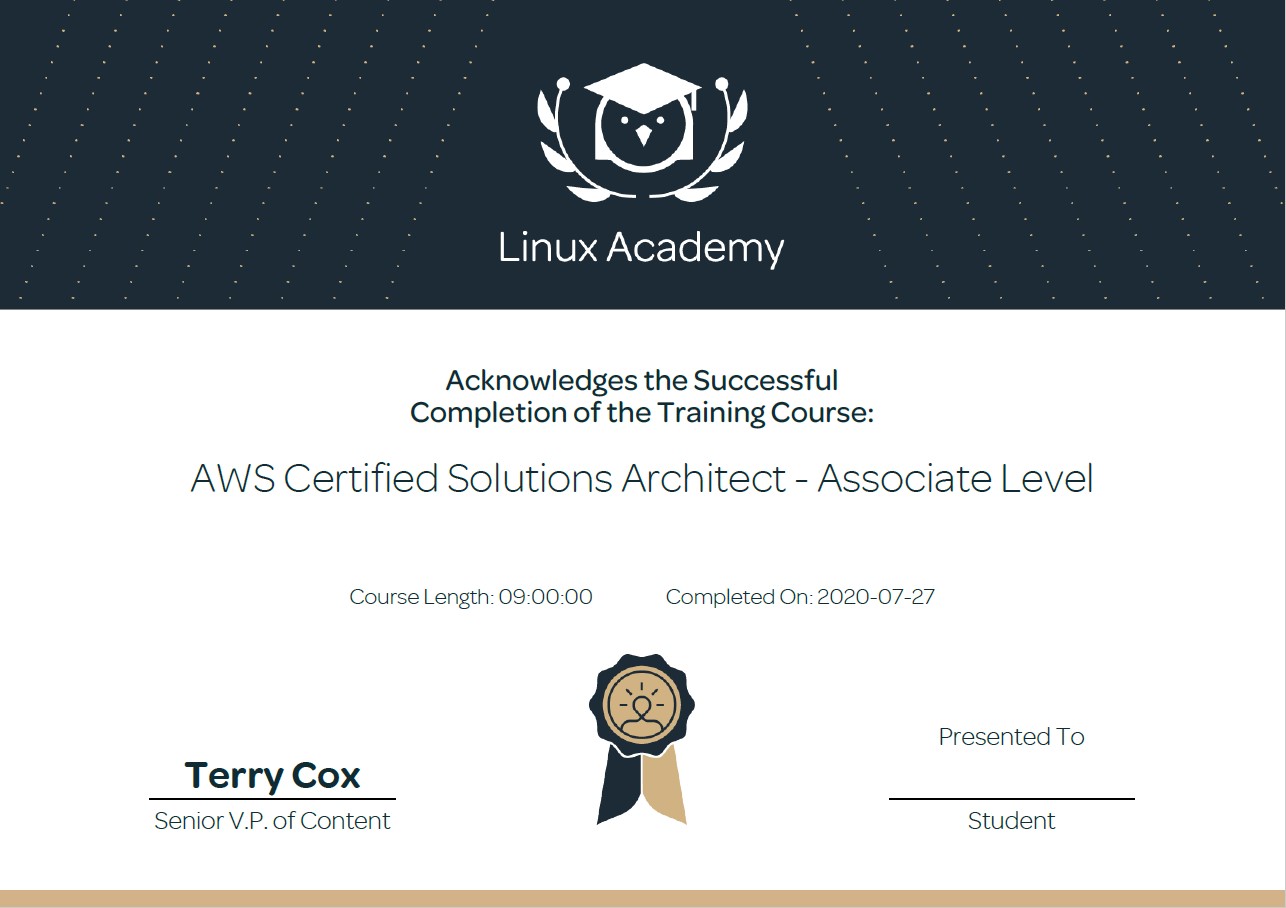 Linux Academy
Acknowledges the Successful
Completion of the Training Course:
AWS Certified Solutions Architect - Associate Level
Course Length: 09:00:00 Completed On: 2020-07-27
Presented To
Terry Cox
Senior V.P. of Content
Student